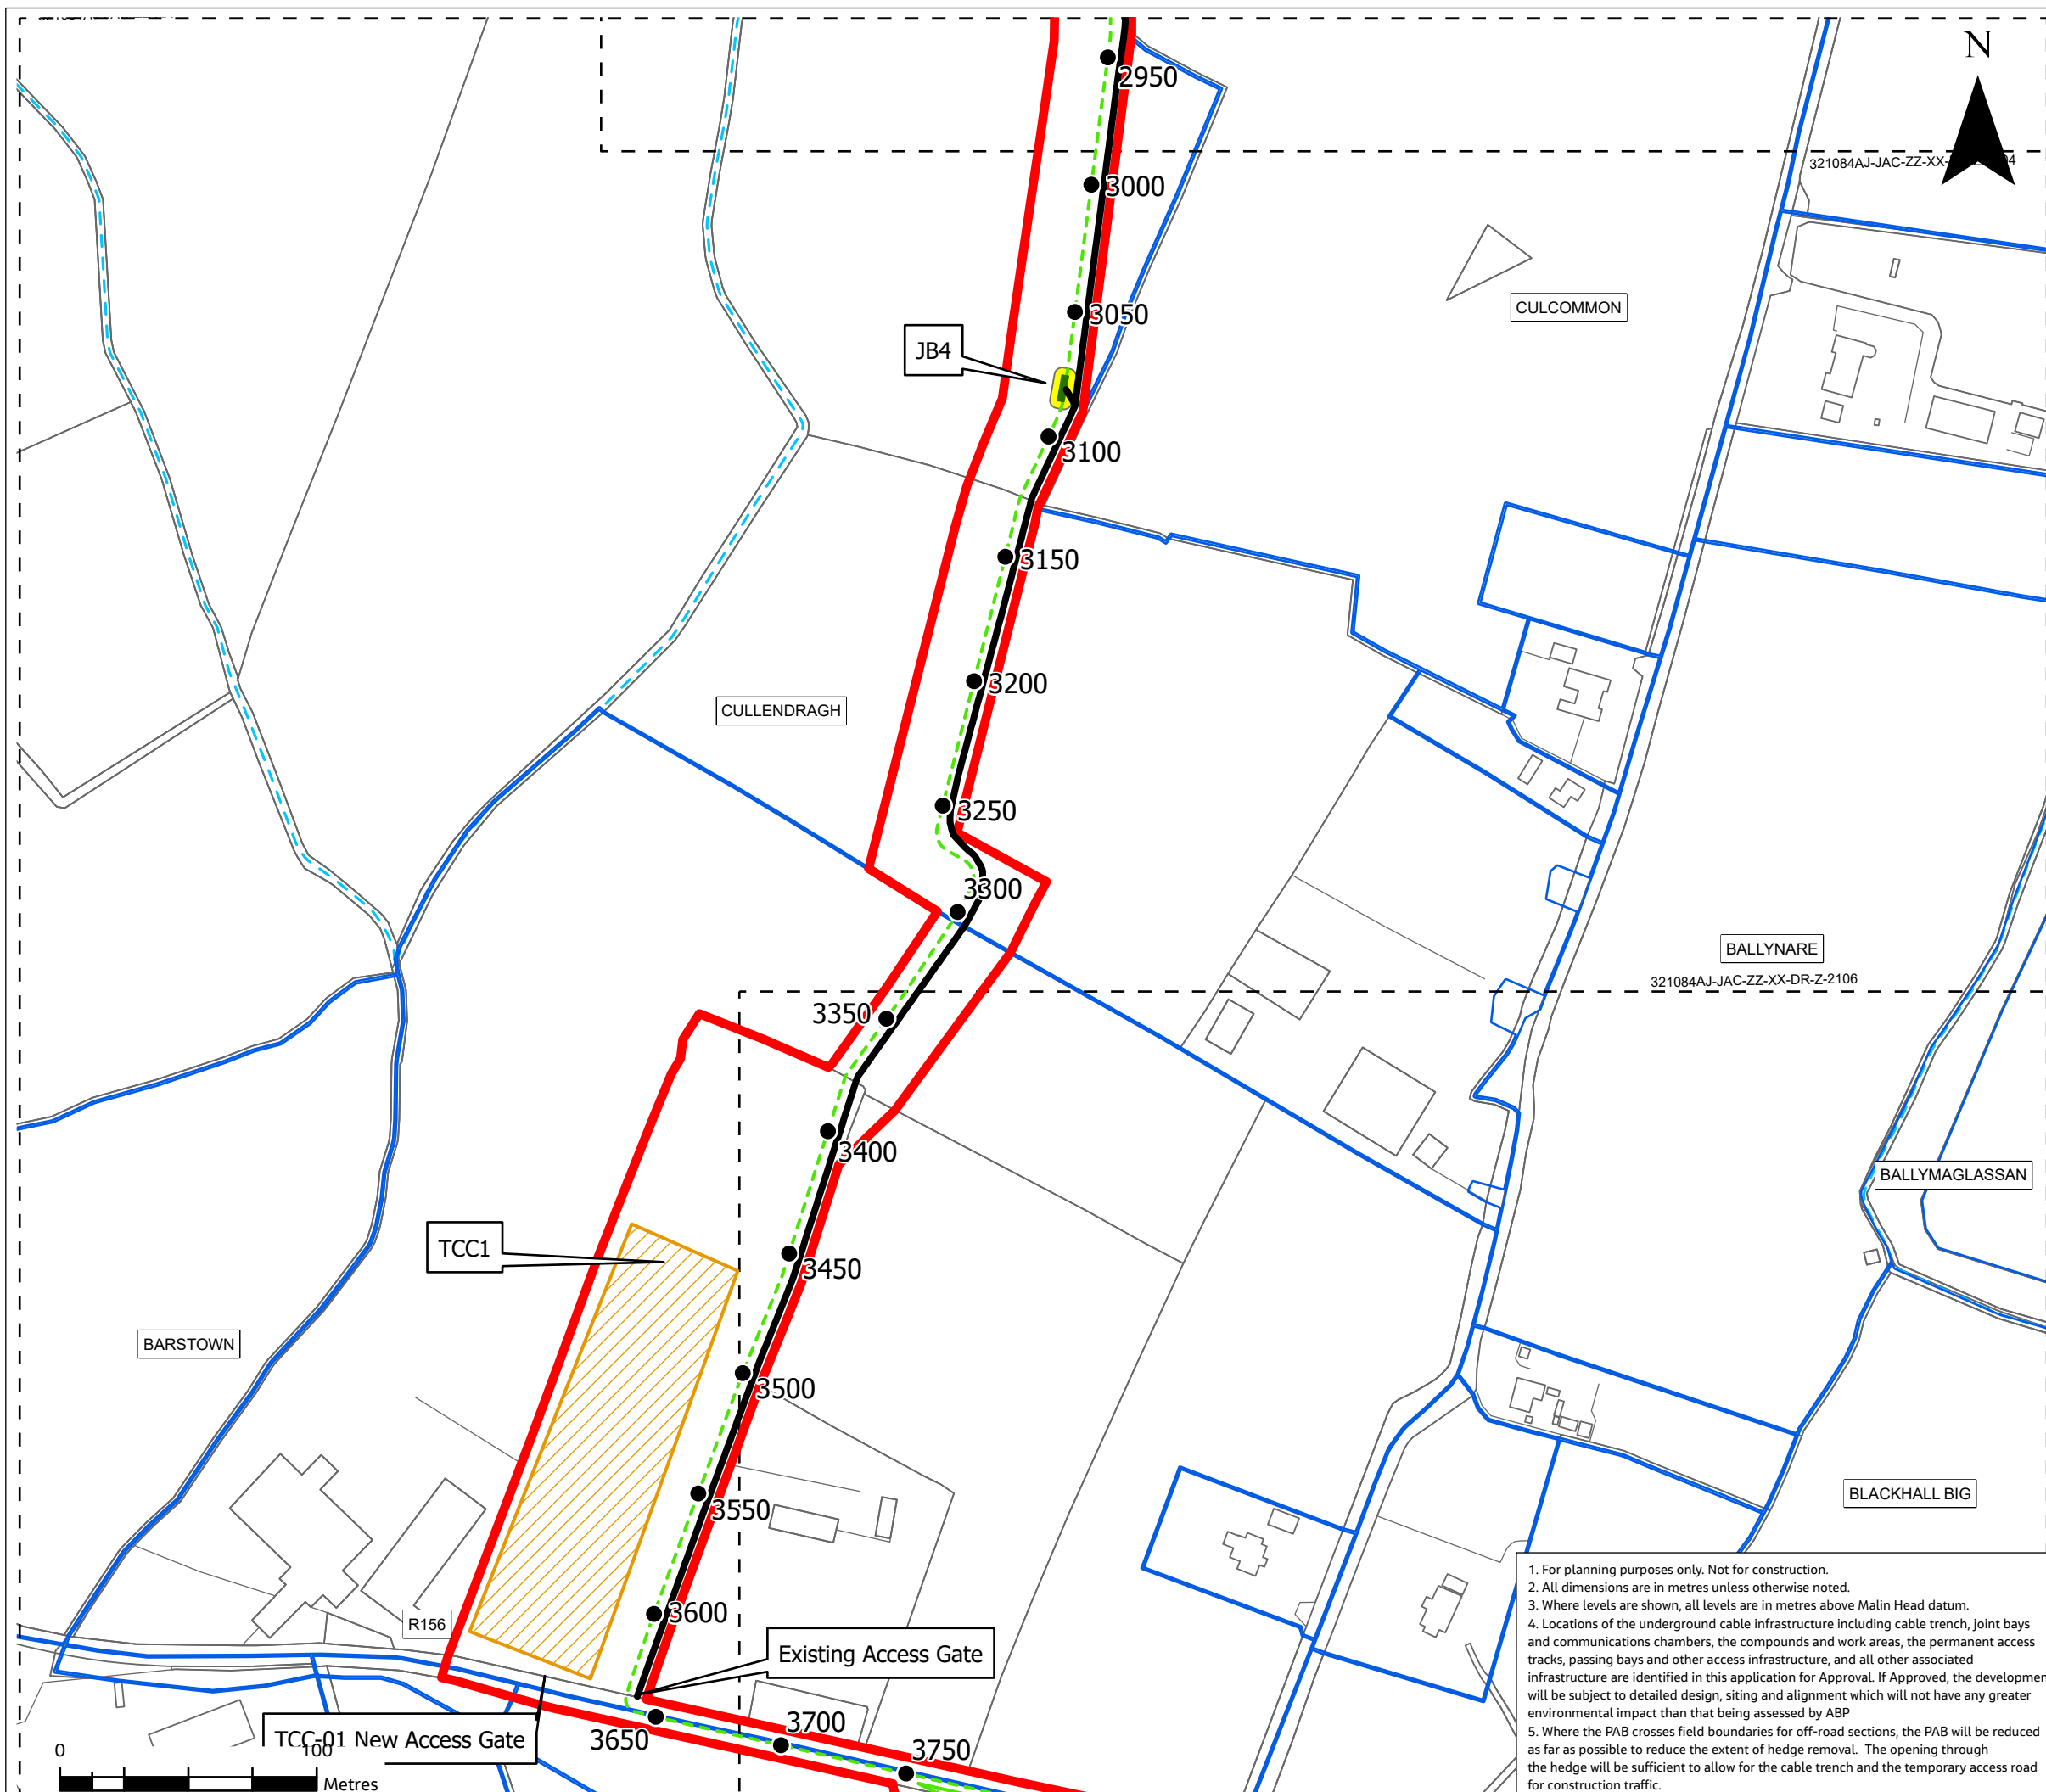 N
2950
3000
321084AJ-JAC-ZZ-XX-
3050
CULCOMMON
JB4
3100
3150
3200
CULLENDRAGH
3250
3300
BALLYNARE
321084AJ-JAC-ZZ-XX-DR-Z-2106
3350
3400
BALLYMAGLASSAN
TCC1
3450
BARSTOWN
3500
BLACKHALL BIG
3550
3600
R156
Existing Access Gate
3700
TCC-01 New Access Gate
3650
3750
0
100
Metres
1. For planning purposes only. Not for construction.
2. All dimensions are in metres unless otherwise noted.
3. Where levels are shown, all levels are in metres above Malin Head datum.
4. Locations of the underground cable infrastructure including cable trench, joint bays
and communications chambers, the compounds and work areas, the permanent access
tracks, passing bays and other access infrastructure, and all other associated
infrastructure are identified in this application for Approval. If Approved, the developmen
will be subject to detailed design, siting and alignment which will not have any greater
environmental impact than that being assessed by ABP
5. Where the PAB crosses field boundaries for off-road sections, the PAB will be reduced
as far as possible to reduce the extent of hedge removal. The opening through
the hedge will be sufficient to allow for the cable trench and the temporary access road
for construction traffic.